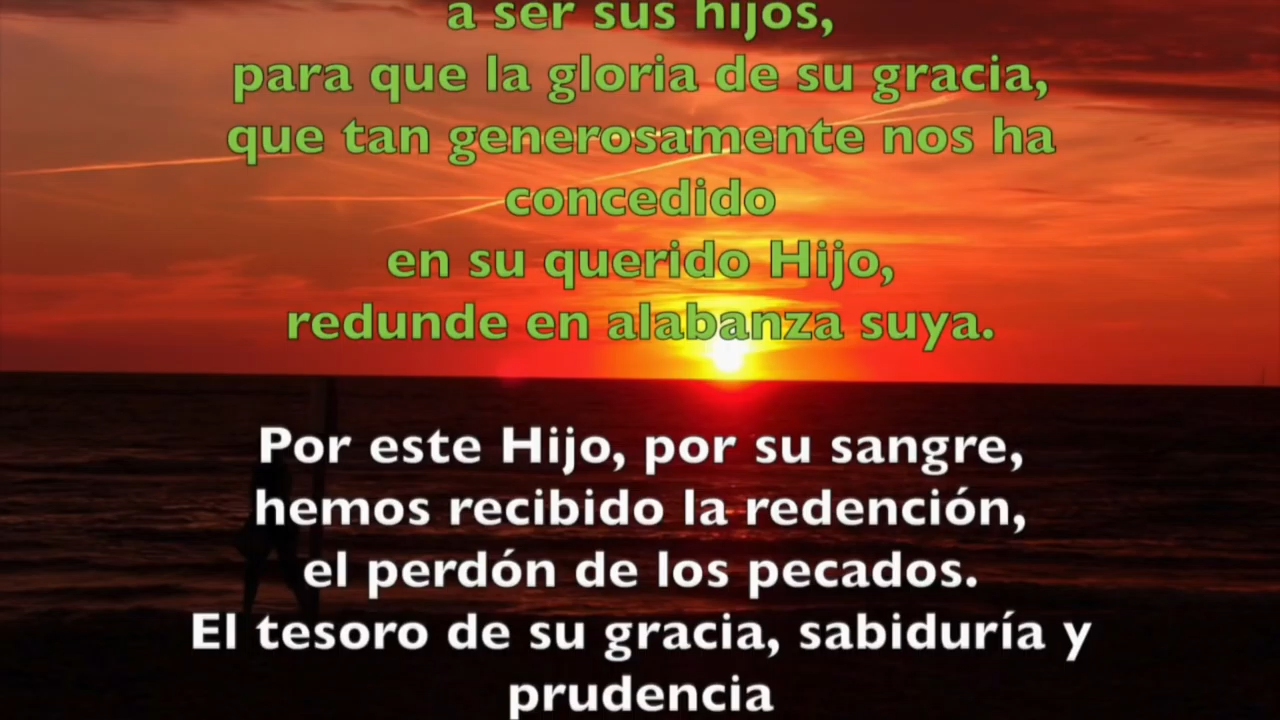 a ser sus hijos,
para que la gloria de su gracia,
que tan generosamente nos ha
concedido
en su querido Hijo,
redunde en alabanza suya.
Por este Hijo, por su sangre,
hemos recibido la redención,
el perdón de los pecados.
El tesoro de su gracia, sabiduría y
prudencia